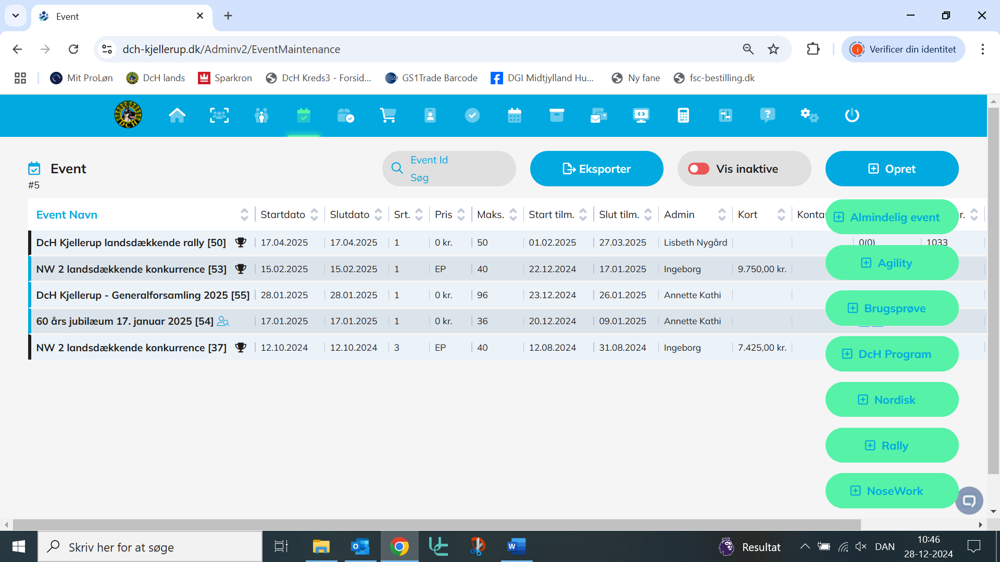 Event
dch-kjellerup.dk/Adminv2/EventMaintenance
Verificer din identitet
Mit ProLøn
DcH lands
Sparkron
DcH Kreds3 - Forsid...
GS1Trade Barcode
DGI Midtjylland Hu...
Ny fane
fsc-bestilling.dk
DCH
Event
#5
Event Id
Søg
Eksporter
Vis inaktive
Opret
Event Navn Startdato Slutdato Srt. Pris Maks. Start tilm. Slut tilm. Admin Kort
DcH Kjellerup landsdækkende rally [50] 17.04.2025 17.04.2025 1 0 kr. 50 01.02.2025 27.03.2025 Lisbeth Nygård 0(0) 1033
NW 2 landsdækkende konkurrence [53] 15.02.2025 15.02.2025 1 EP 40 22.12.2024 17.01.2025 Ingeborg 9.750,00 kr.
DcH Kjellerup - Generalforsamling 2025 [55] 28.01.2025 28.01.2025 1 0 kr. 96 23.12.2024 26.01.2025 Annette Kathi
60 års jubilæum 17. januar 2025 [54] 17.01.2025 17.01.2025 1 0 kr. 36 20.12.2024 09.01.2025 Annette Kathi
NW 2 landsdækkende konkurrence [37] 12.10.2024 12.10.2024 3 EP 40 12.08.2024 31.08.2024 Ingeborg 7.425,00 kr.
Almindelig event
Agility
Brugsprøve
DcH Program
Nordisk
Rally
NoseWork
Skriv her for at søge
Resultat
DAN
10:46
28-12-2024